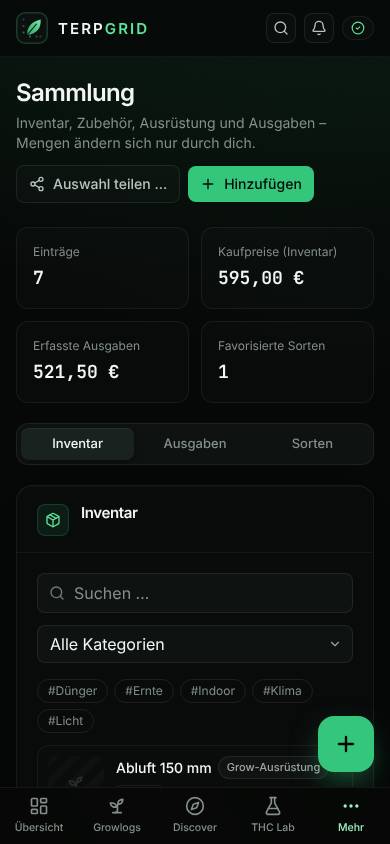 TERPGRID
Sammlung
Inventar, Zubehör, Ausrüstung und Ausgaben –
Mengen ändern sich nur durch dich.
Auswahl teilen ...
Hinzufügen
Einträge
7
Kaufpreise (Inventar)
595,00 €
Erfasste Ausgaben
521,50 €
Favorisierte Sorten
1
Inventar
Ausgaben
Sorten
Inventar
Suchen ...
Alle Kategorien
#Dünger
#Ernte
#Indoor
#Klima
#Licht
Abluft 150 mm
Grow-Ausrüstung
Übersicht
Growlogs
Discover
THC Lab
Mehr